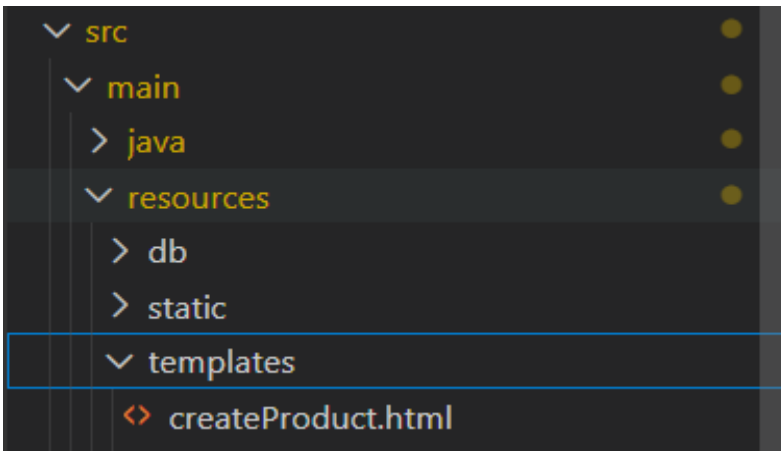 src
main
java
resources
db
static
templates
createProduct.html